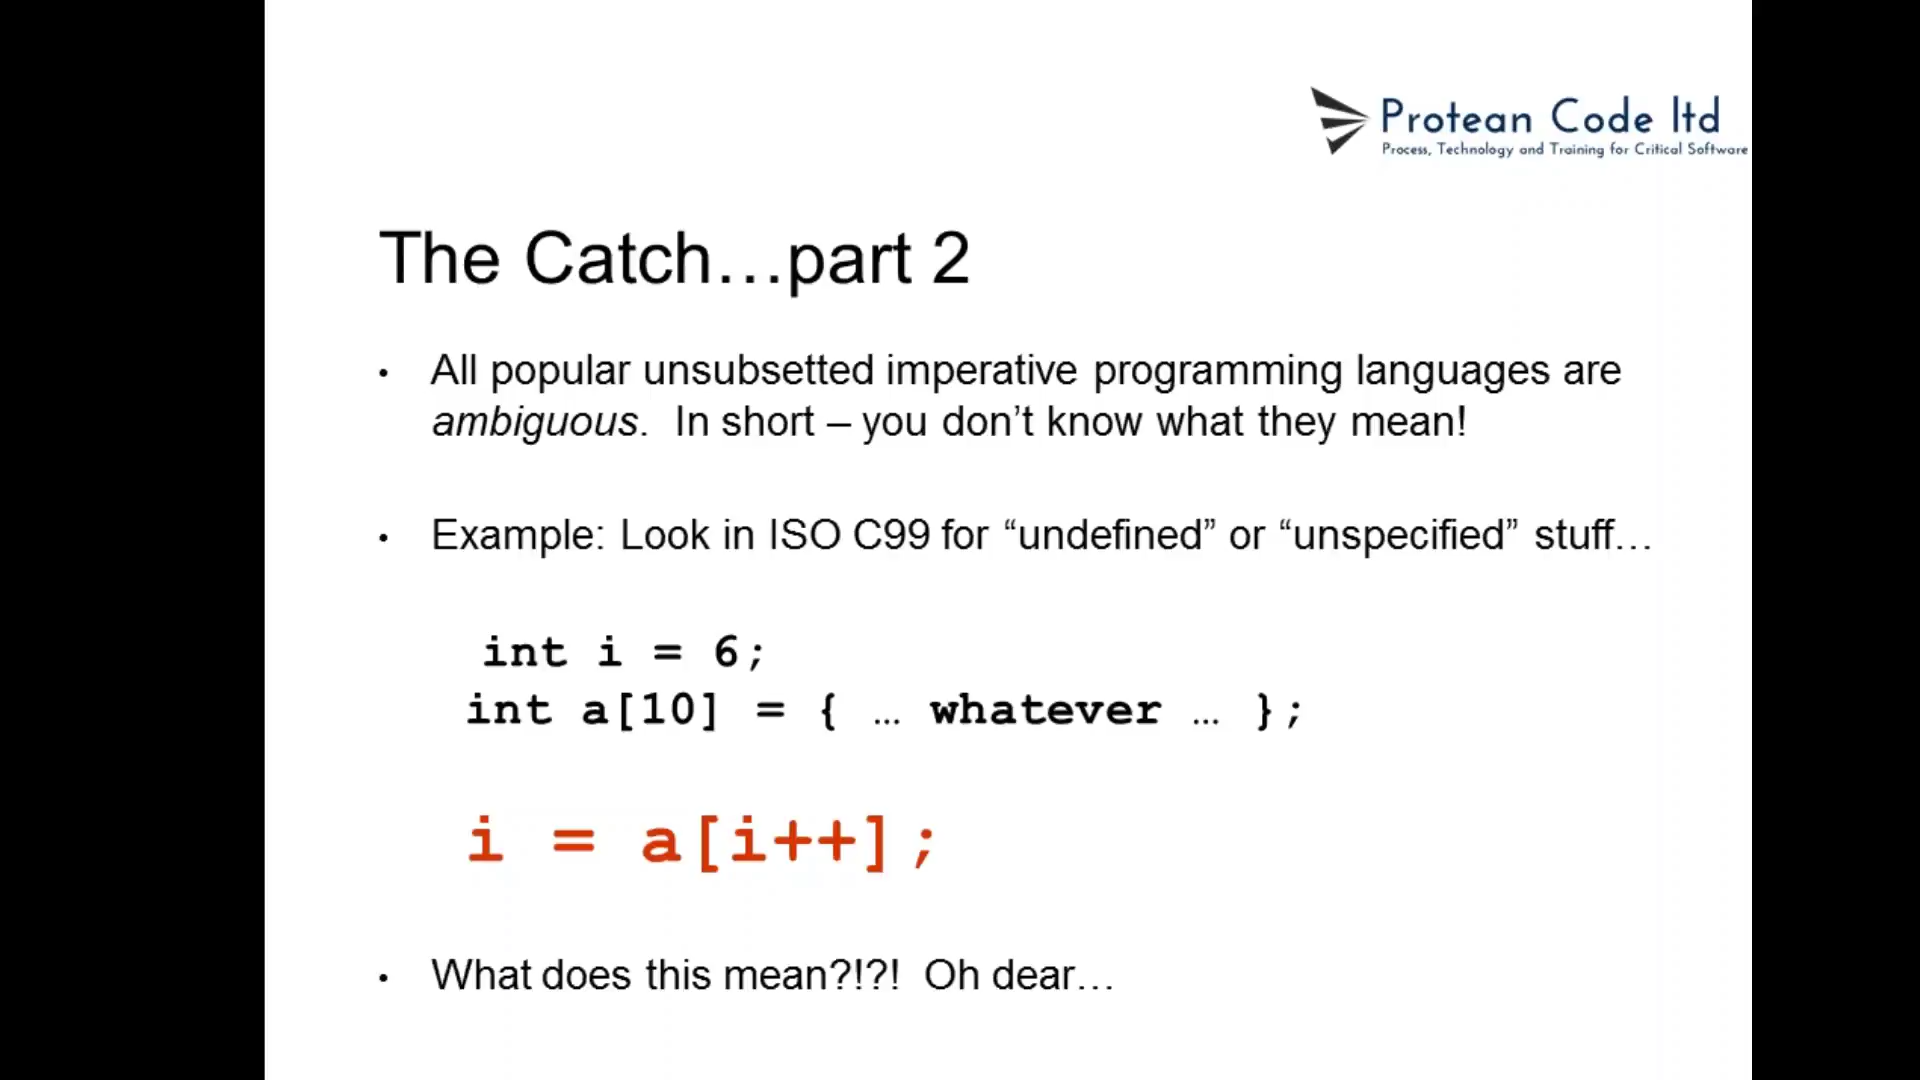 Protean Code ltd
Process, Technology and Training for Critical Software
The Catch…part 2
• All popular unsubsetted imperative programming languages are
ambiguous.  In short – you don’t know what they mean!
• Example: Look in ISO C99 for “undefined” or “unspecified” stuff…
int i = 6;
int a[10] = { … whatever … };
i = a[i++];
• What does this mean?!?!  Oh dear…